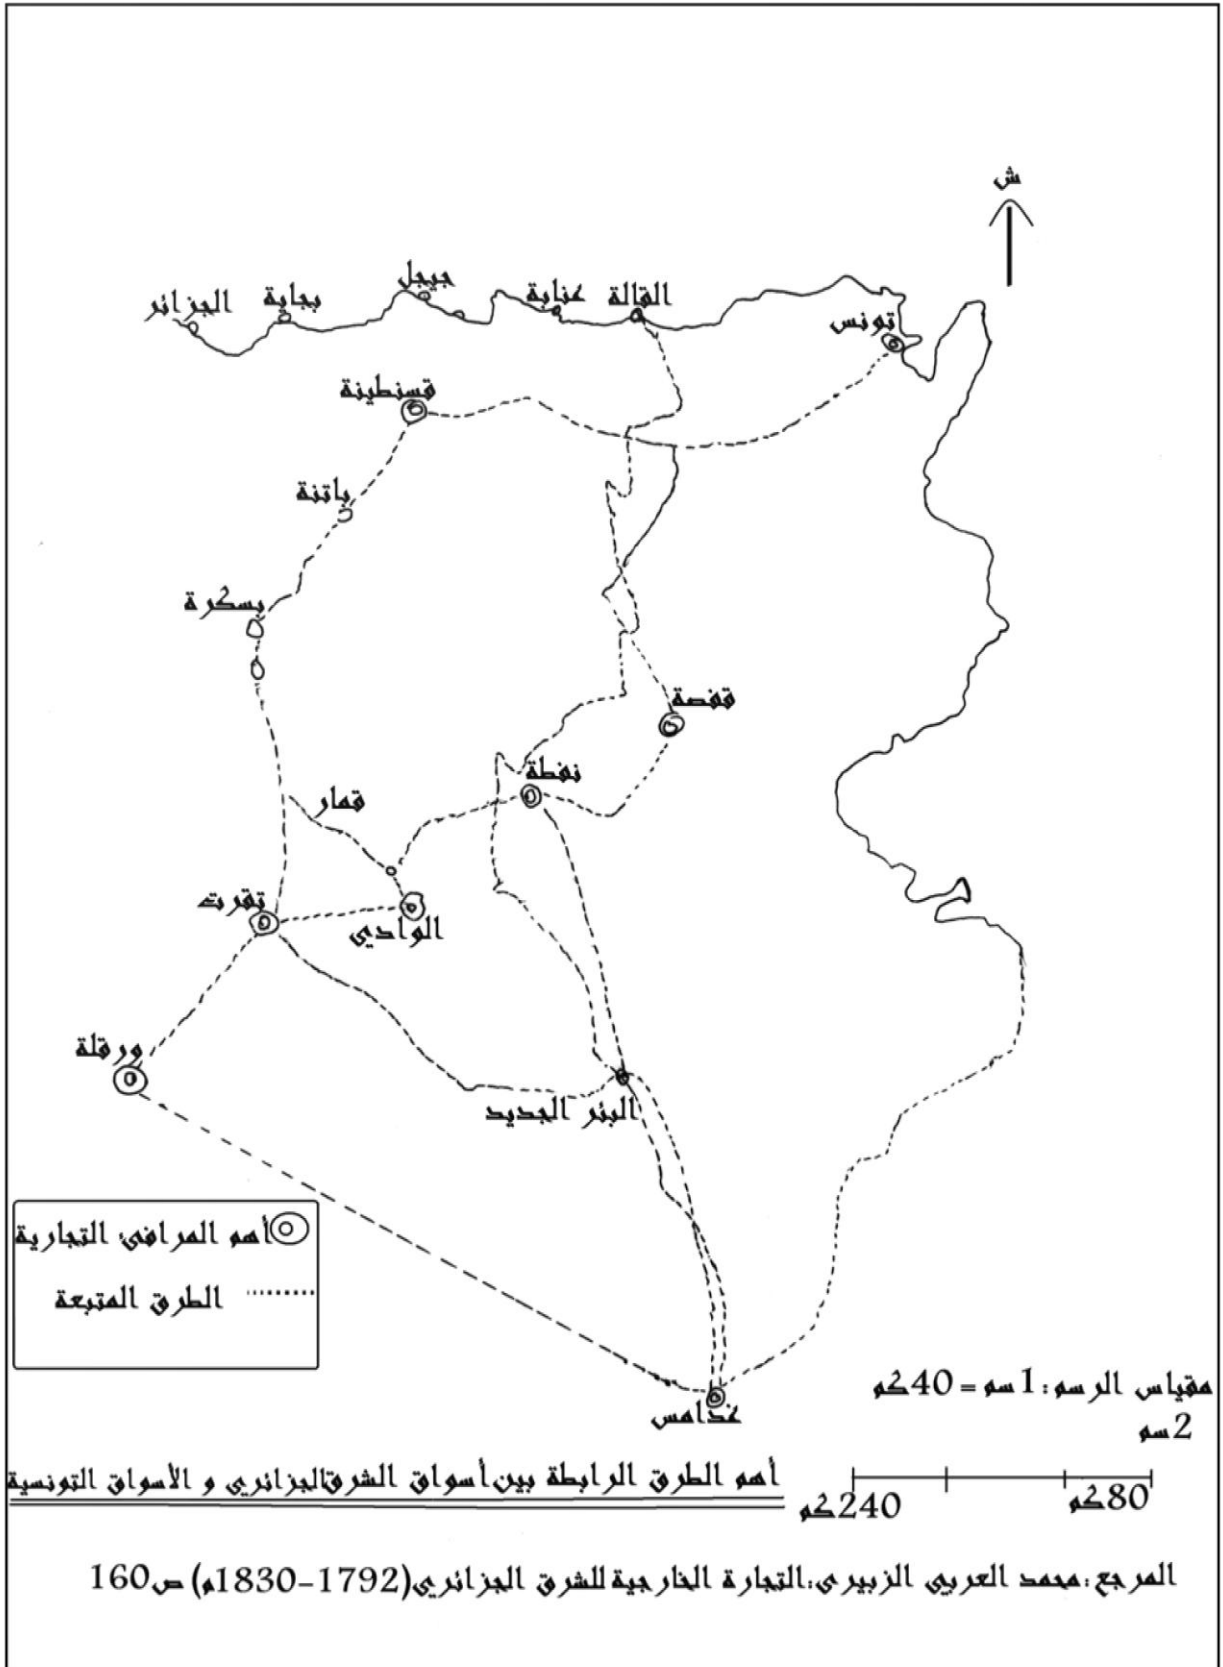 ش
جيجل
القالة
عنابة
بجاية
الجزائر
تونس
قسنطينة
باتنة
بسكرة
قفصة
نفطة
قمار
تقرت
الوادي
ورقلة
البئر الجديد
أهم المرافئ التجارية
الطرق المتبعة
غدامس
مقياس الرسم: 1سم = 40كم
2سم
80كم
240كم
أهم الطرق الرابطة بين أسواق الشرق الجزائري و الأسواق التونسية
المرجع: محمد العربي الزبيري: التجارة الخارجية للشرق الجزائري (1792-1830م) ص160